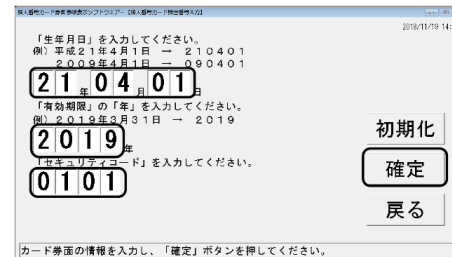 個人番号カード券面事項表示ソフトウエアー【個人番号カード照合番号入力】
2018/11/19 14:
「生年月日」を入力してください。
例) 平成21年4月1日 → 210401
2009年4月1日 → 090401
21年04月01日
「有効期限」の「年」を入力してください。
例) 2019年3月31日 → 2019
2019年
「セキュリティコード」を入力してください。
0101
初期化
確定
戻る
カード券面の情報を入力し、「確定」ボタンを押してください。